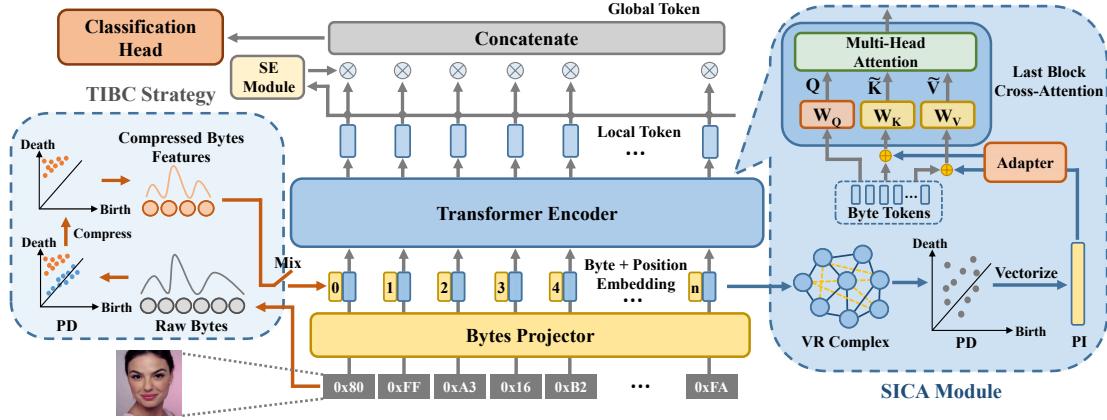 Global Token
Classification
Head
Concatenate
SE
Module
TIBC Strategy
Local Token
...
Death
Compressed Bytes
Features
Birth
Compress
Death
Birth
PD
Raw Bytes
Mix
Transformer Encoder
0
1
2
3
4
n
Byte + Position
Embedding
...
Bytes Projector
0x80
0xFF
0xA3
0x16
0xB2
...
0xFA
Multi-Head
Attention
Last Block
Cross-Attention
Q
K̃
Ṽ
W_Q
W_K
W_V
Adapter
...
Byte Tokens
Death
Vectorize
Birth
VR Complex
PD
PI
SICA Module